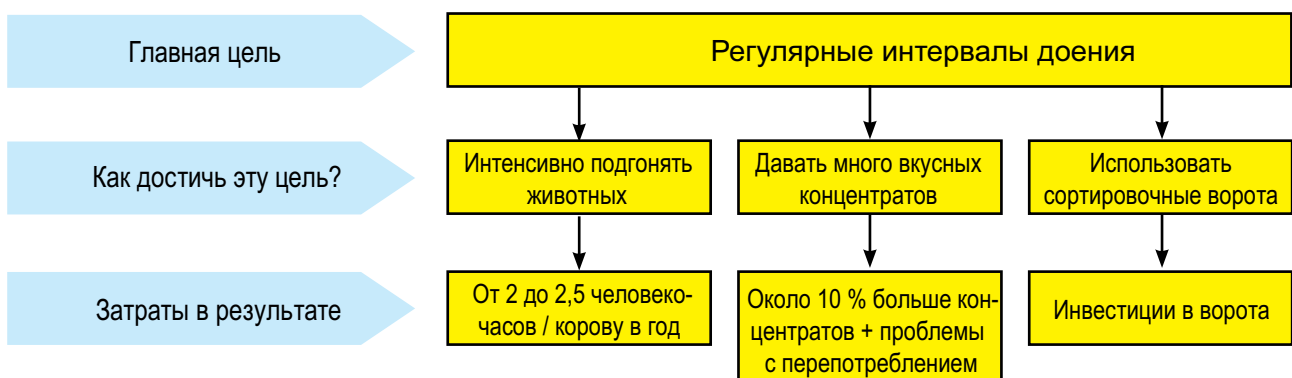 Главная цель
Регулярные интервалы доения
Как достичь эту цель?
Интенсивно подгонять
животных
Давать много вкусных
концентратов
Использовать
сортировочные ворота
Затраты в результате
От 2 до 2,5 человеко-
часов / корову в год
Около 10 % больше кон-
центратов + проблемы
с перепотреблением
Инвестиции в ворота